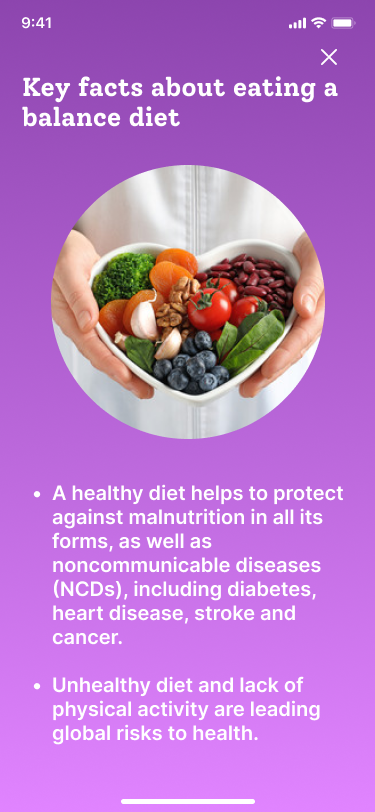 9:41
Key facts about eating a
balance diet
• A healthy diet helps to protect
against malnutrition in all its
forms, as well as
noncommunicable diseases
(NCDs), including diabetes,
heart disease, stroke and
cancer.
• Unhealthy diet and lack of
physical activity are leading
global risks to health.